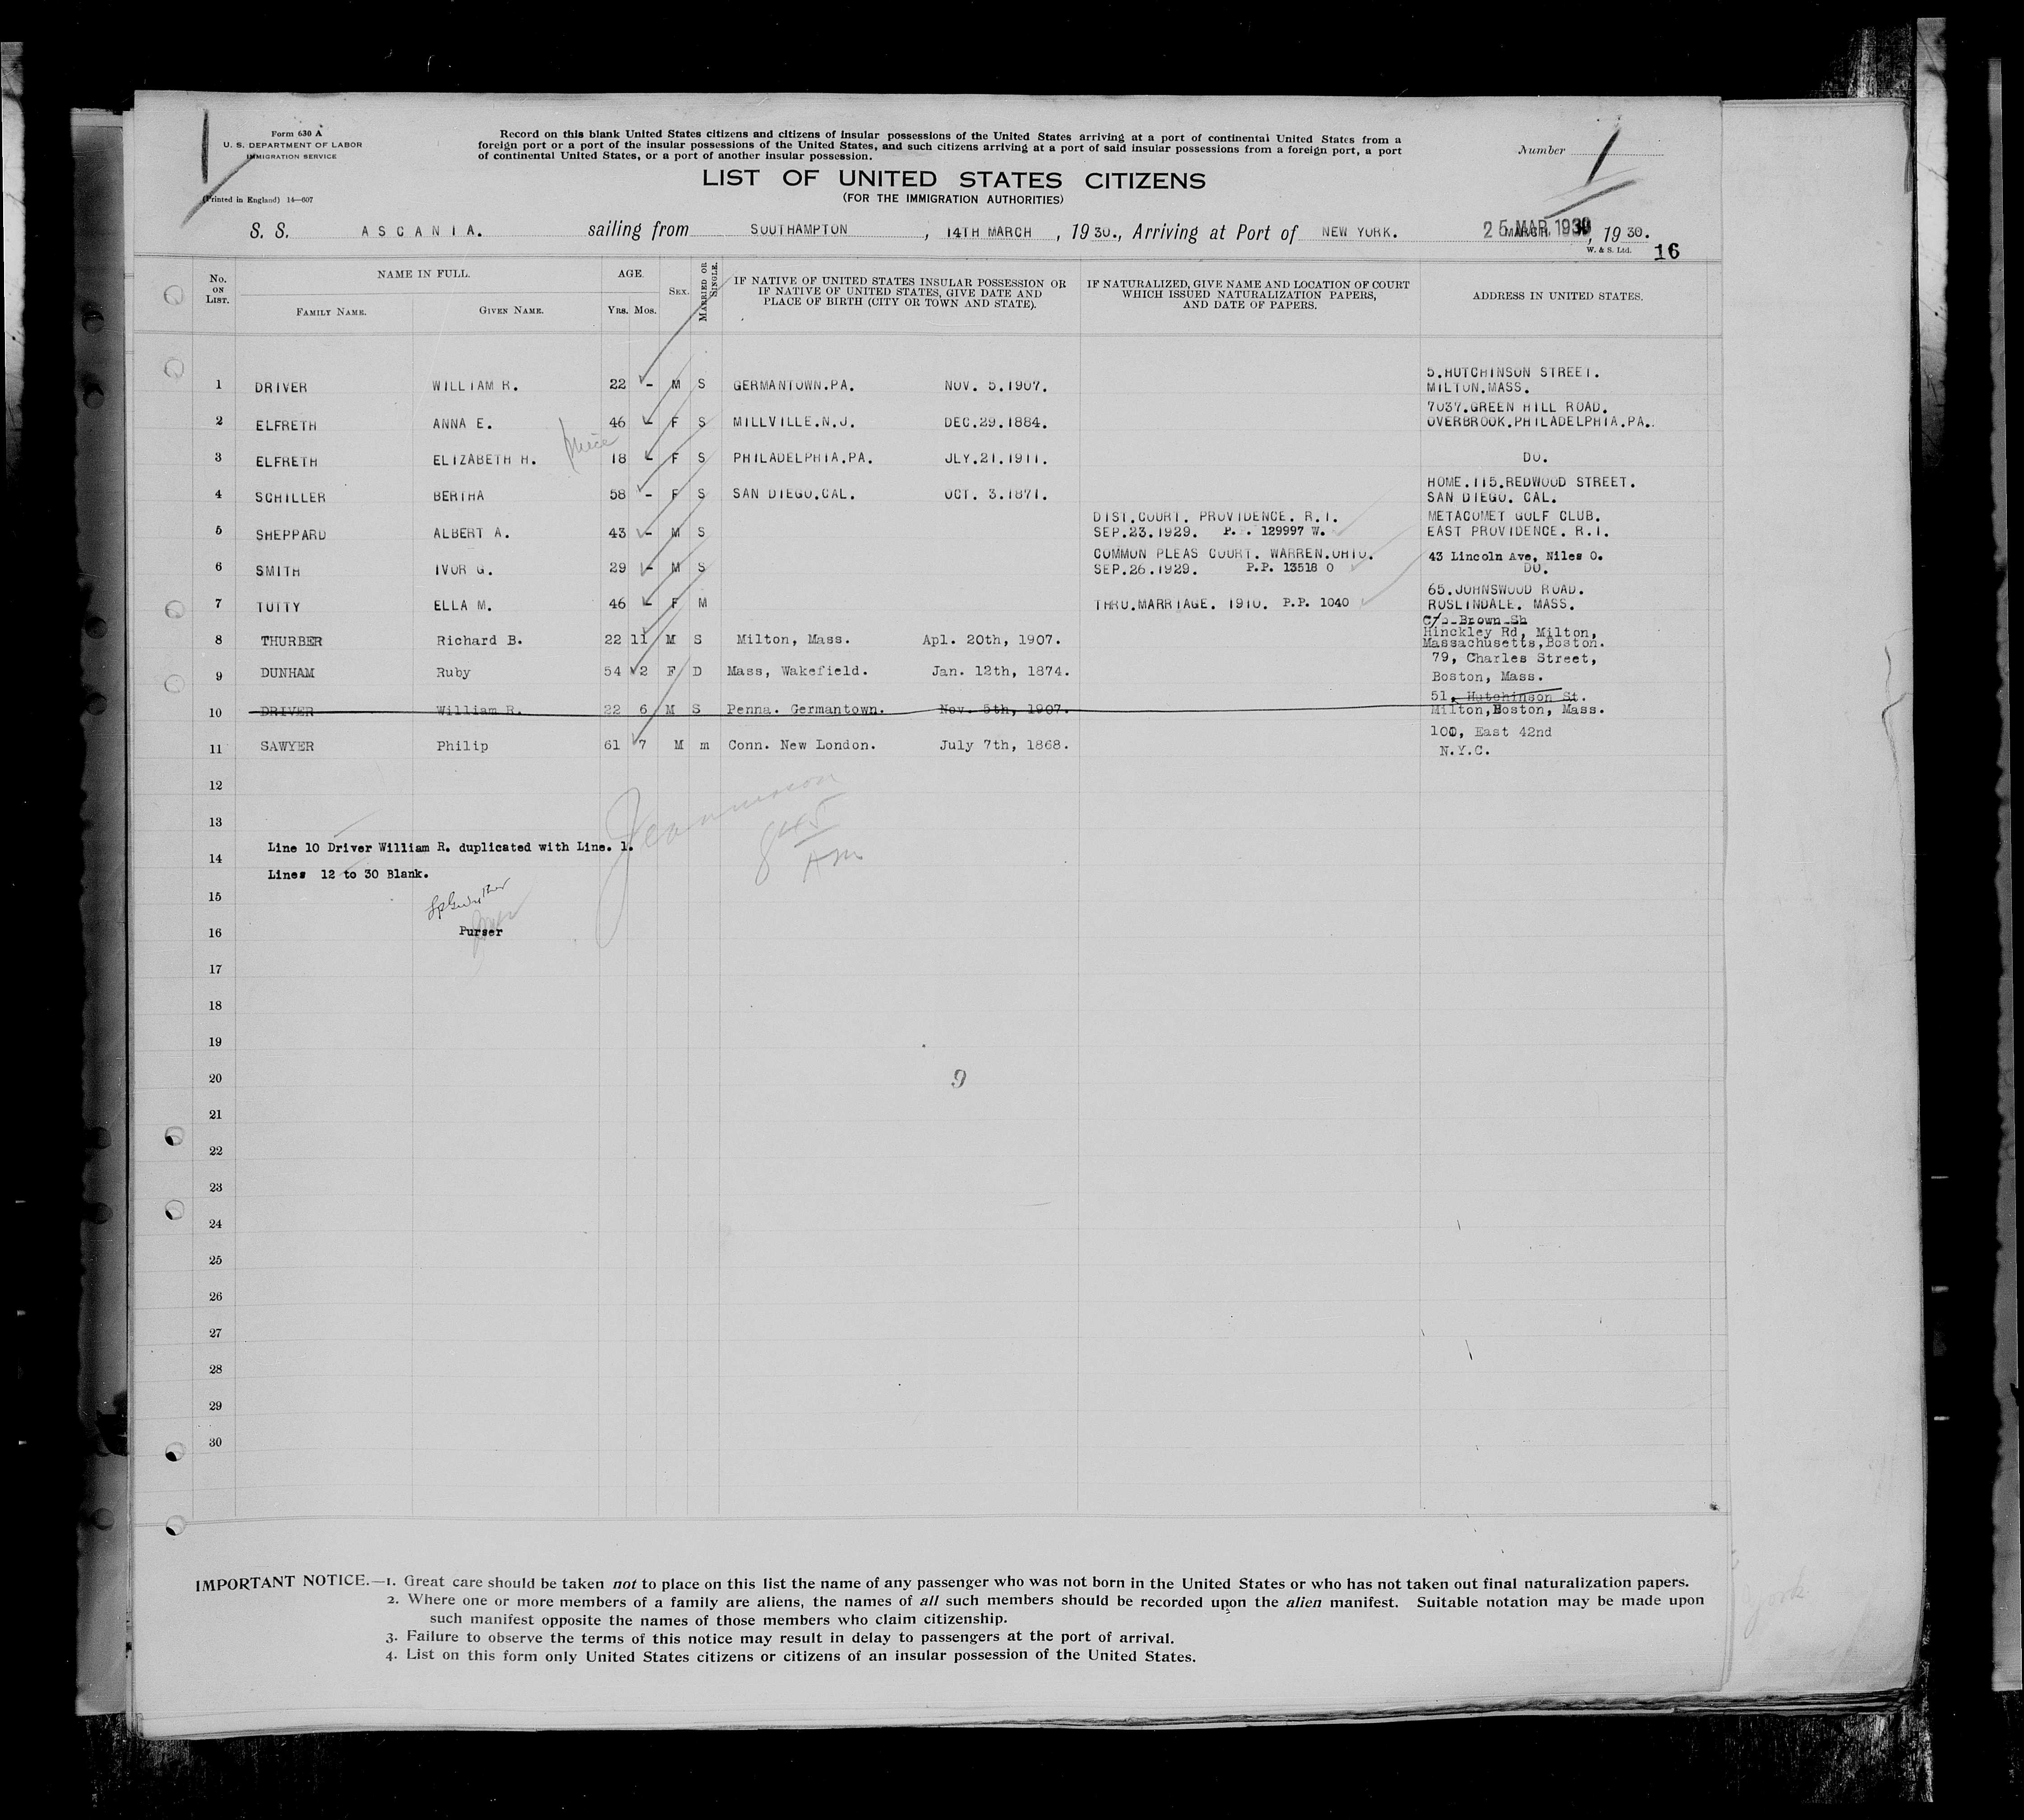 Form 630 A
U. S. DEPARTMENT OF LABOR
IMMIGRATION SERVICE
(Printed in England) 14—607
Record on this blank United States citizens and citizens of insular possessions of the United States arriving at a port of continental United States from a
foreign port or a port of the insular possessions of the United States, and such citizens arriving at a port of said insular possessions from a foreign port, a port
of continental United States, or a port of another insular possession.
Number 1
LIST OF UNITED STATES CITIZENS
(FOR THE IMMIGRATION AUTHORITIES)
S. S. ASCANIA. sailing from SOUTHAMPTON, 14TH MARCH, 1930., Arriving at Port of NEW YORK. 25 MAR 1930 MARCH, 1930.
W. & S. Ltd. 16
No. ON LIST. NAME IN FULL. AGE. SEX. MARRIED OR SINGLE. IF NATIVE OF UNITED STATES INSULAR POSSESSION OR IF NATIVE OF UNITED STATES, GIVE DATE AND PLACE OF BIRTH (CITY OR TOWN AND STATE). IF NATURALIZED, GIVE NAME AND LOCATION OF COURT WHICH ISSUED NATURALIZATION PAPERS, AND DATE OF PAPERS. ADDRESS IN UNITED STATES.
FAMILY NAME. GIVEN NAME. YRS. MOS.
5.HUTCHINSON STREET.
1 DRIVER WILLIAM R. 22 - M S GERMANTOWN.PA. NOV. 5.1907. MILTON.MASS.
7037.GREEN HILL ROAD.
2 ELFRETH ANNA E. 46 - F S MILLVILLE.N.J. DEC.29.1884. OVERBROOK.PHILADELPHIA.PA.
niece
3 ELFRETH ELIZABETH H. 18 - F S PHILADELPHIA.PA. JLY.21.1911. DO.
HOME.115.REDWOOD STREET.
4 SCHILLER BERTHA 58 - F S SAN DIEGO.CAL. OCT. 3.1871. SAN DIEGO. CAL.
DIST.COURT. PROVIDENCE. R.I. METACOMET GOLF CLUB.
5 SHEPPARD ALBERT A. 43 - M S SEP.23.1929. P. . 129997 W. EAST PROVIDENCE. R.I.
COMMON PLEAS COURT. WARREN.OHIO. 43 Lincoln Ave, Niles O.
6 SMITH IVOR G. 29 - M S SEP.26.1929. P.P. 13518 O DO.
65.JOHNSWOOD ROAD.
7 TUTTY ELLA M. 46 - F M THRU.MARRIAGE. 1910. P.P. 1040 ROSLINDALE. MASS.
C/o Brown Sh
Hinckley Rd, Milton,
8 THURBER Richard B. 22 11 M S Milton, Mass. Apl. 20th, 1907. Massachusetts,Boston.
79, Charles Street,
9 DUNHAM Ruby 54 2 F D Mass, Wakefield. Jan. 12th, 1874. Boston, Mass.
51, Hutchinson St.
10 DRIVER William R. 22 6 M S Penna. Germantown. Nov. 5th, 1907. Milton,Boston, Mass.
100, East 42nd
11 SAWYER Philip 61 7 M m Conn. New London. July 7th, 1868. N.Y.C.
12
13
Line 10 Driver William R. duplicated with Line. 1.
845
AM
14
Lines 12 to 30 Blank.
15
16 Purser
17
18
19
20 9
21
22
23
24
25
26
27
28
29
30
IMPORTANT NOTICE.—1. Great care should be taken not to place on this list the name of any passenger who was not born in the United States or who has not taken out final naturalization papers.
2. Where one or more members of a family are aliens, the names of all such members should be recorded upon the alien manifest. Suitable notation may be made upon
such manifest opposite the names of those members who claim citizenship.
3. Failure to observe the terms of this notice may result in delay to passengers at the port of arrival.
4. List on this form only United States citizens or citizens of an insular possession of the United States.